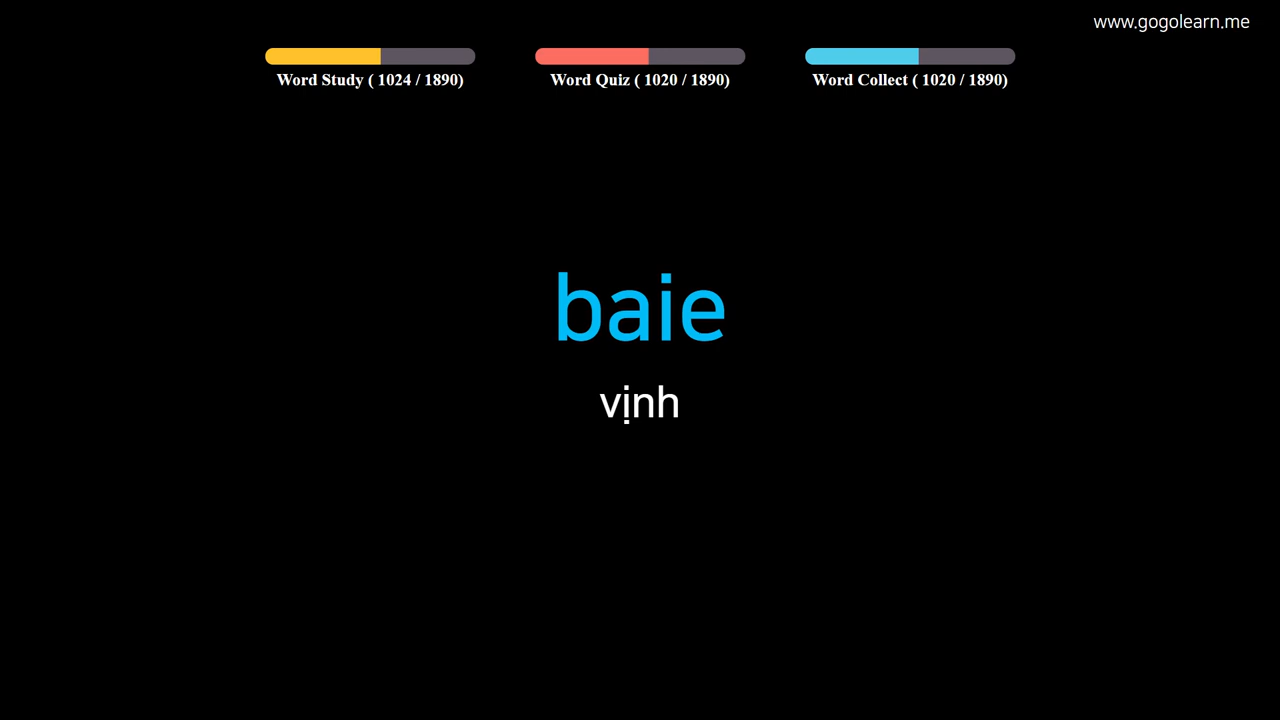 www.gogolearn.me
Word Study ( 1024 / 1890)
Word Quiz ( 1020 / 1890)
Word Collect ( 1020 / 1890)
baie
vịnh